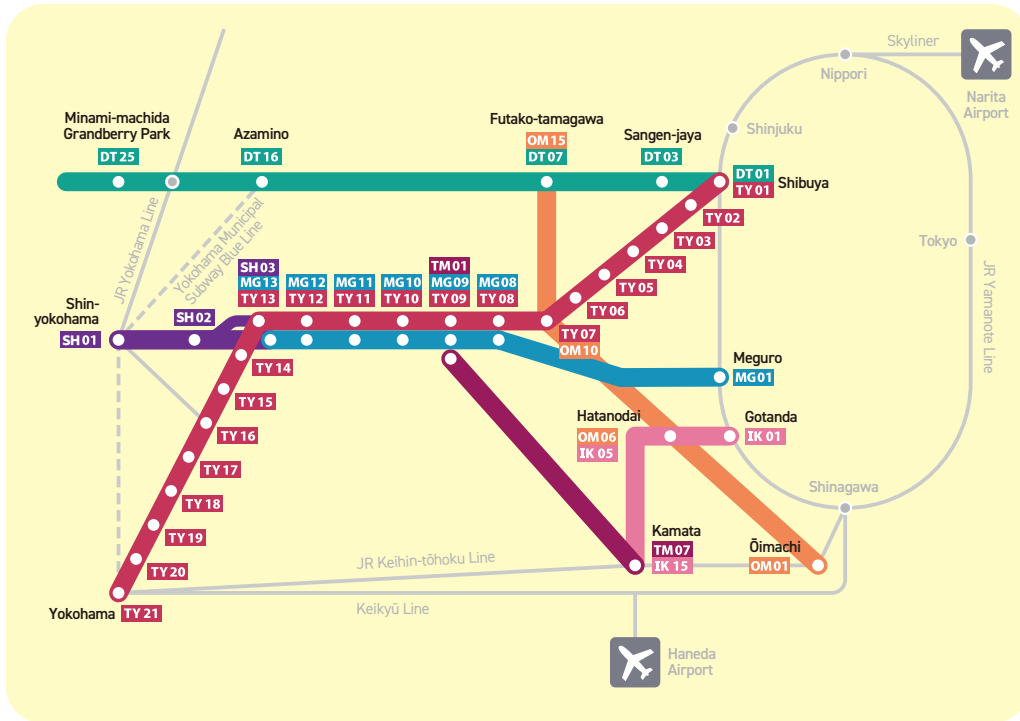 Skyliner
Nippori
Narita
Airport
Minami-machida
Grandberry Park
DT 25
Azamino
DT 16
Futako-tamagawa
OM 15
DT 07
Sangen-jaya
DT 03
Shinjuku
DT 01
TY 01
Shibuya
TY 02
TY 03
TY 04
TY 05
TY 06
Tokyo
JR Yamanote Line
JR Yokohama Line
Yokohama Municipal
Subway Blue Line
Shin-
yokohama
SH 01
SH 02
SH 03
MG 13
TY 13
MG 12
TY 12
MG 11
TY 11
MG 10
TY 10
TM 01
MG 09
TY 09
MG 08
TY 08
TY 07
OM 10
Meguro
MG 01
TY 14
TY 15
TY 16
TY 17
TY 18
TY 19
TY 20
Hatanodai
OM 06
IK 05
Gotanda
IK 01
Shinagawa
Kamata
TM 07
IK 15
Ōimachi
OM 01
JR Keihin-tōhoku Line
Keikyū Line
Yokohama
TY 21
Haneda
Airport